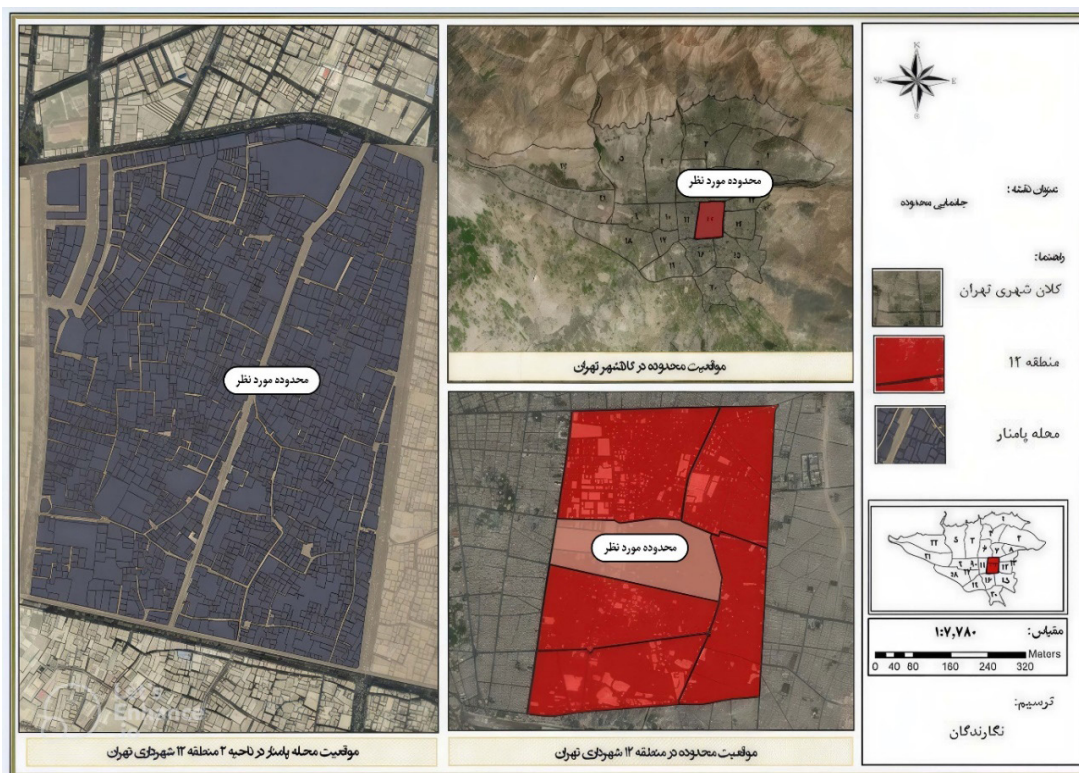 محدوده مورد نظر
موقعیت محدوده در کلانشهر تهران
محدوده مورد نظر
موقعیت محدوده در منطقه ۱۲ شهرداری تهران
محدوده مورد نظر
موقعیت محله پامنار در ناحیه ۲ منطقه ۱۲ شهرداری تهران
عنوان نقشه :
جانمایی محدوده
راهنما:
کلان شهری تهران
منطقه ۱۲
محله پامنار
مقیاس: ۱:۷,۷۸۰
Meters
0 40 80 160 240 320
ترسیم:
نگارندگان
Let's
Enhance